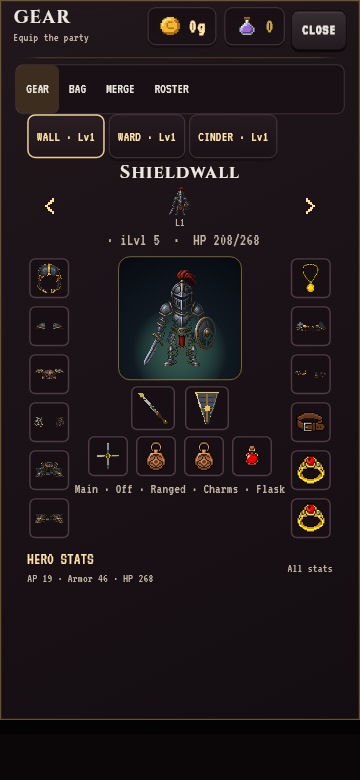 GEAR
Equip the party
0g
0
CLOSE
GEAR BAG MERGE ROSTER
WALL · Lv1
WARD · Lv1
CINDER · Lv1
SHIELDWALL
<
>
L1
· iLvl 5 · HP 208/268
Main · Off · Ranged · Charms · Flask
HERO STATS
AP 19 · Armor 46 · HP 268
All stats